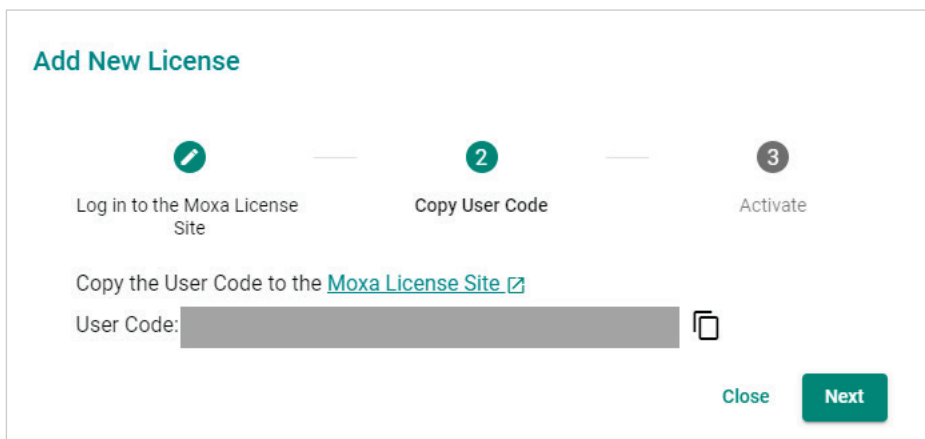 Add New License
2
3
Log in to the Moxa License
Site
Copy User Code
Activate
Copy the User Code to the Moxa License Site
User Code:
Close
Next